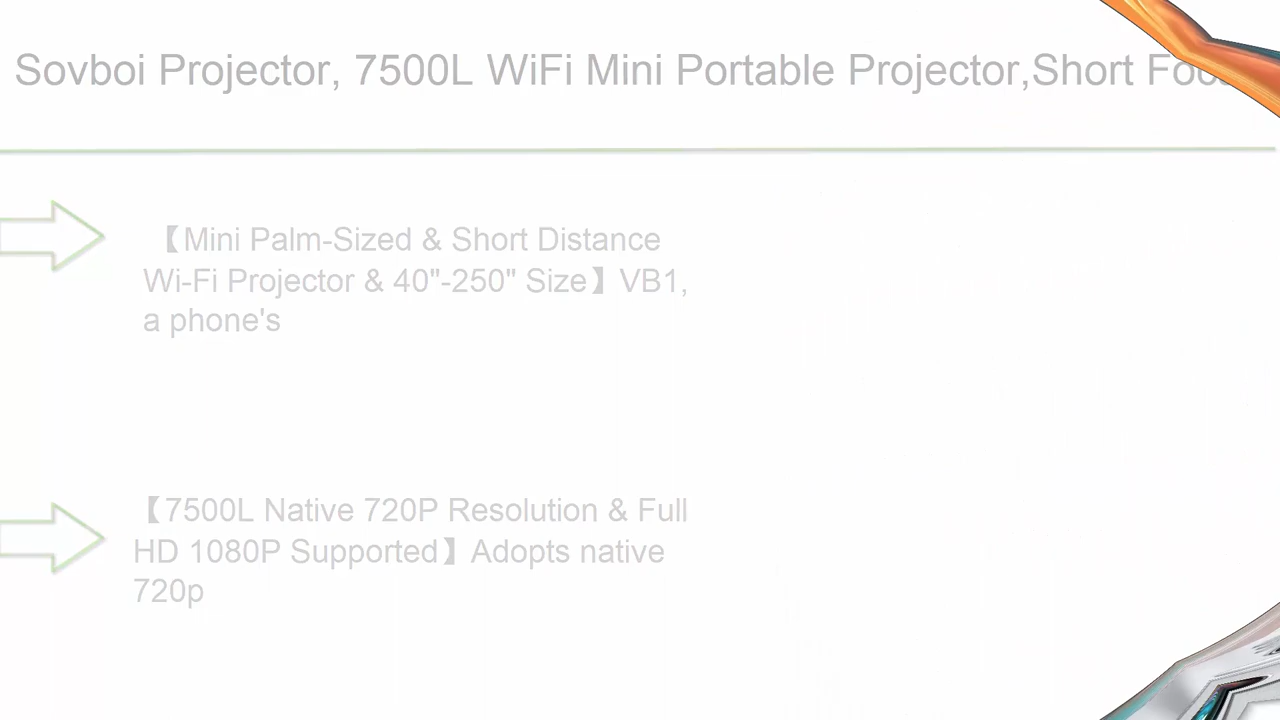 Sovboi Projector, 7500L WiFi Mini Portable Projector,Short
【Mini Palm-Sized & Short Distance
Wi-Fi Projector & 40"-250" Size】VB1,
a phone's
【7500L Native 720P Resolution & Full
HD 1080P Supported】Adopts native
720p